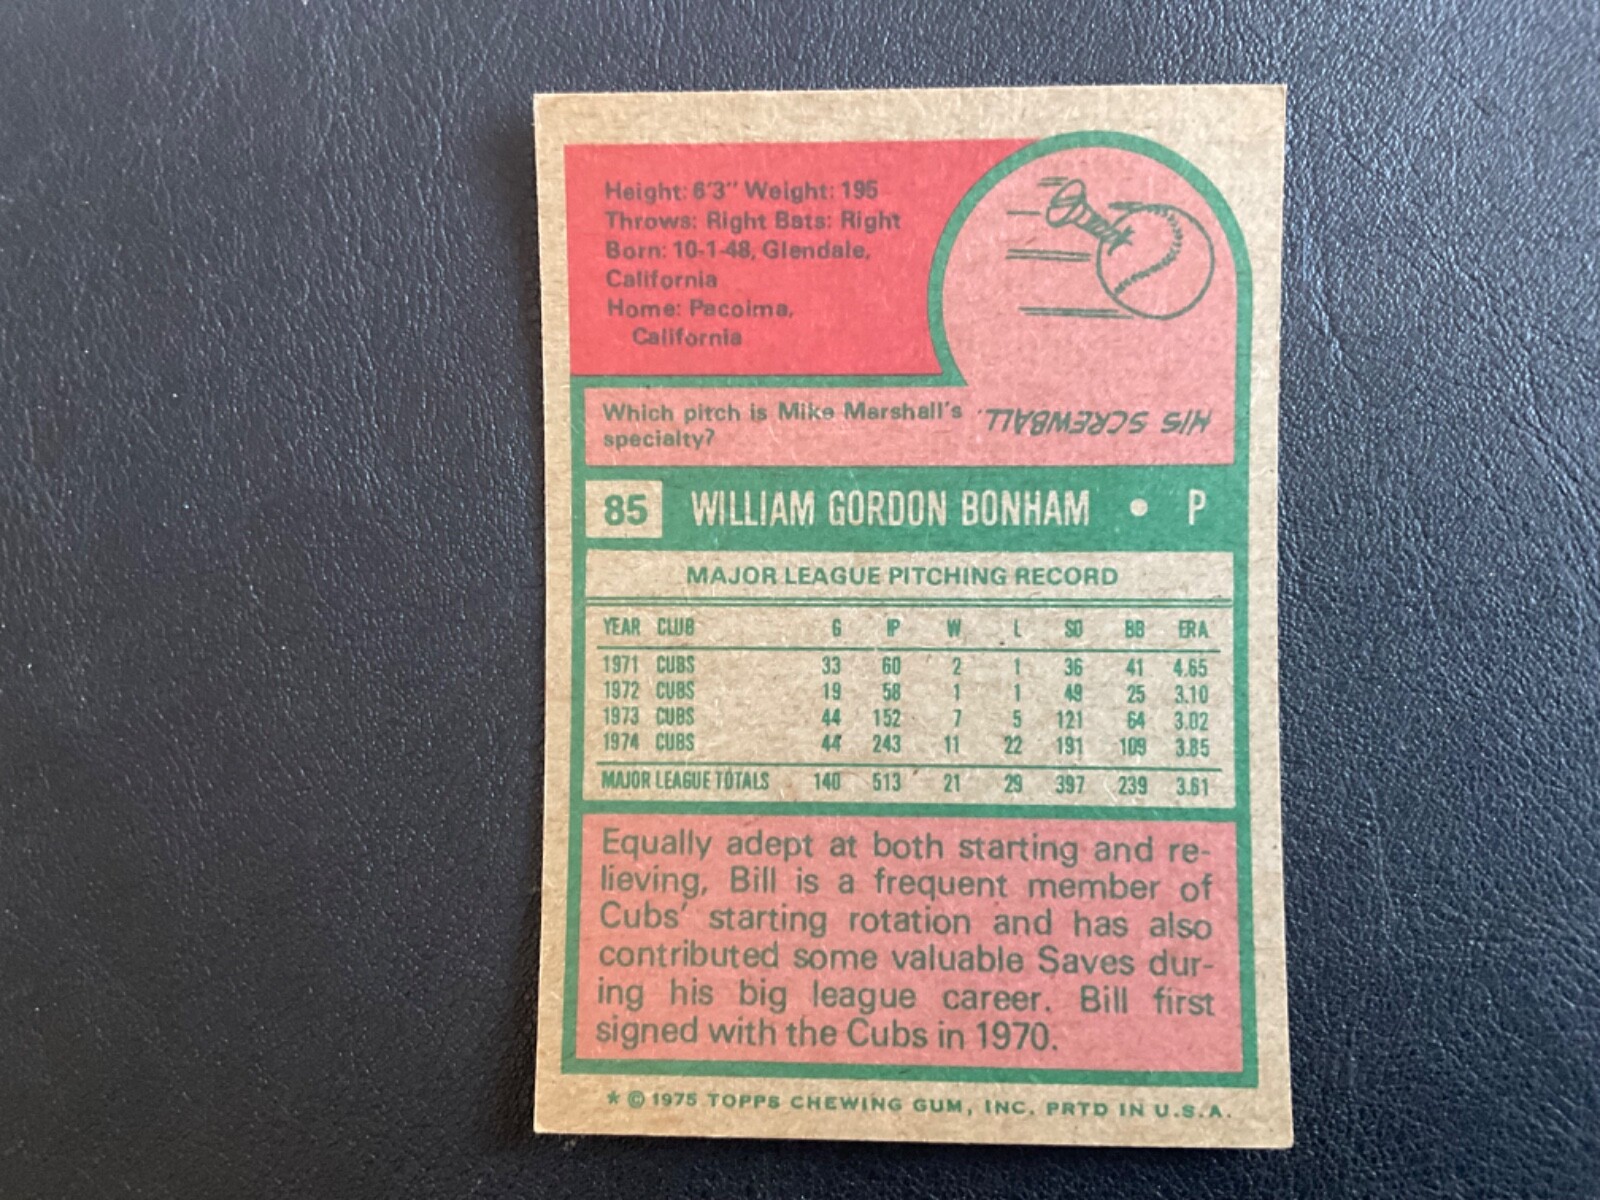 Height: 6'3" Weight: 195
Throws: Right Bats: Right
Born: 10-1-48, Glendale,
California
Home: Pacoima,
California
Which pitch is Mike Marshall's
specialty?
HIS SCREWBALL.
85 WILLIAM GORDON BONHAM • P
MAJOR LEAGUE PITCHING RECORD
YEAR CLUB G IP W L SO BB ERA
1971 CUBS 33 60 2 1 36 41 4.65
1972 CUBS 19 58 1 1 49 25 3.10
1973 CUBS 44 152 7 5 121 64 3.02
1974 CUBS 44 243 11 22 191 109 3.85
MAJOR LEAGUE TOTALS 140 513 21 29 397 239 3.61
Equally adept at both starting and re-
lieving, Bill is a frequent member of
Cubs' starting rotation and has also
contributed some valuable Saves dur-
ing his big league career. Bill first
signed with the Cubs in 1970.
* © 1975 TOPPS CHEWING GUM, INC. PRTD IN U.S.A.